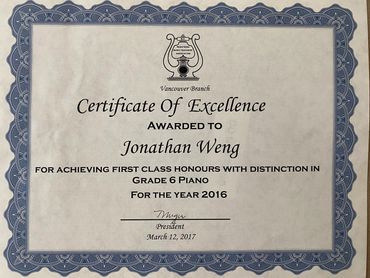 Vancouver Branch
Certificate Of Excellence
AWARDED TO
Jonathan Weng
FOR ACHIEVING FIRST CLASS HONOURS WITH DISTINCTION IN
GRADE 6 PIANO
FOR THE YEAR 2016
President
March 12, 2017